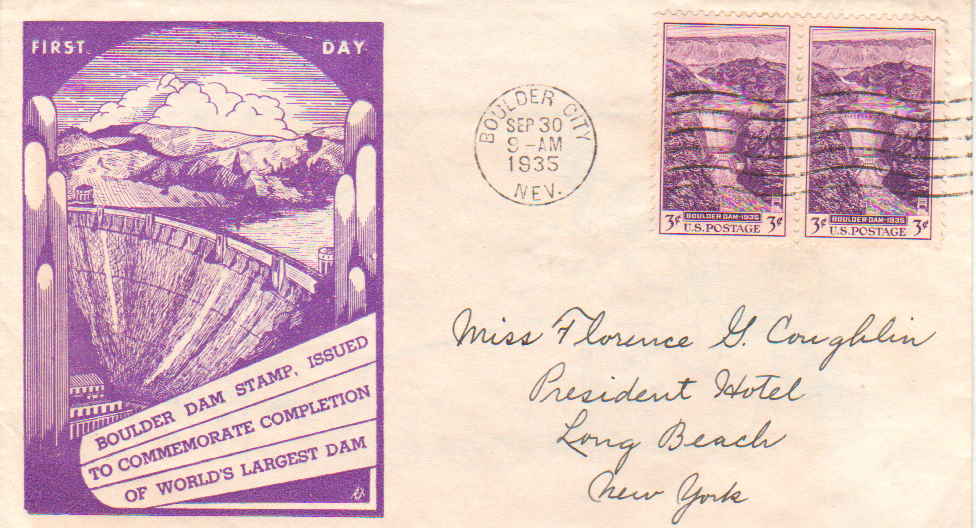 FIRST DAY
BOULDER CITY
SEP 30
9-AM
1935
NEV.
BOULDER DAM-1935
3¢ U.S.POSTAGE 3¢
BOULDER DAM-1935
3¢ U.S.POSTAGE 3¢
Miss Florence G. Coughlin
President Hotel
Long Beach
New York
BOULDER DAM STAMP, ISSUED
TO COMMEMORATE COMPLETION
OF WORLD'S LARGEST DAM